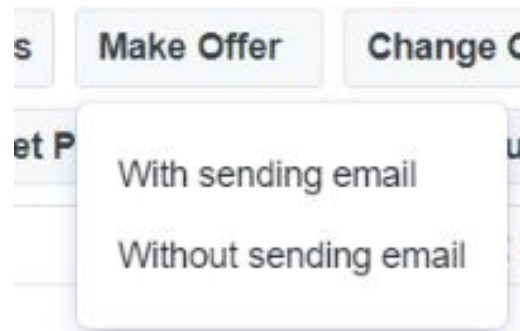 s Make Offer Change
et P
With sending email
Without sending email